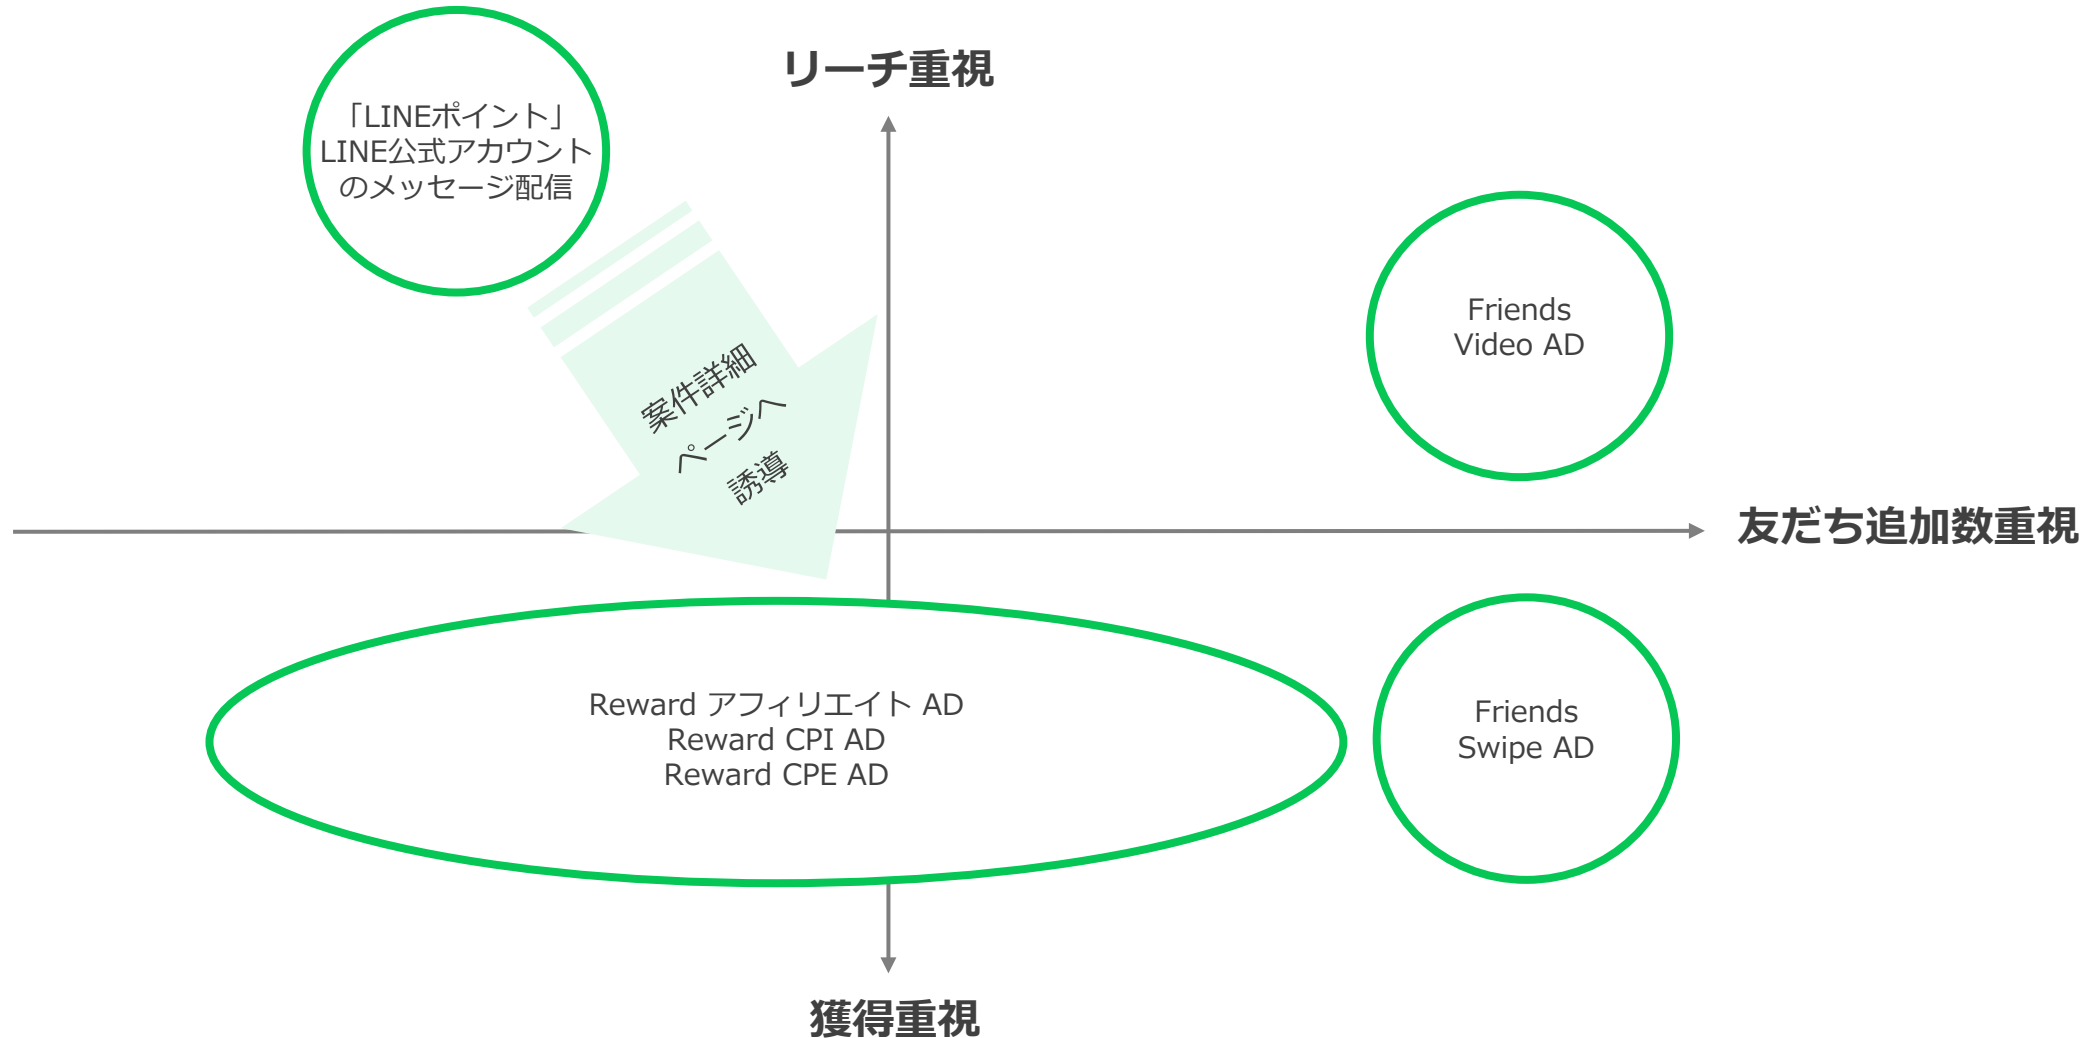 リーチ重視
「LINEポイント」
LINE公式アカウント
のメッセージ配信
Friends
Video AD
案件詳細
ページへ
誘導
友だち追加数重視
Reward アフィリエイト AD
Reward CPI AD
Reward CPE AD
Friends
Swipe AD
獲得重視